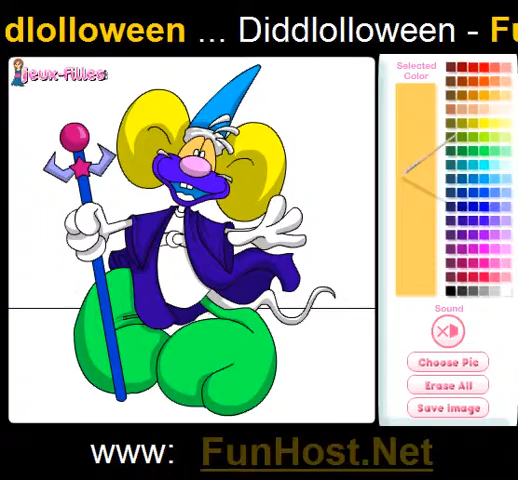 dlolloween ... Diddlolloween - Fu
jeux-filles
Selected
Color
Sound
Choose Pic
Erase All
Save Image
www: FunHost.Net